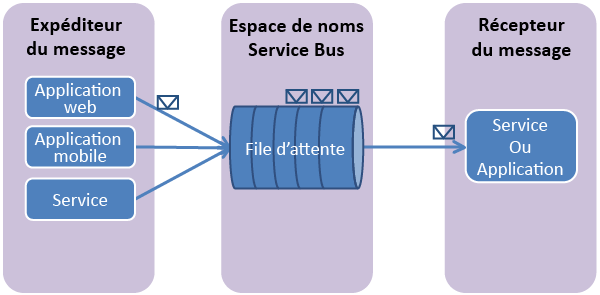 Expéditeur
du message
Application
web
Application
mobile
Service
Espace de noms
Service Bus
File d'attente
Récepteur
du message
Service
Ou
Application